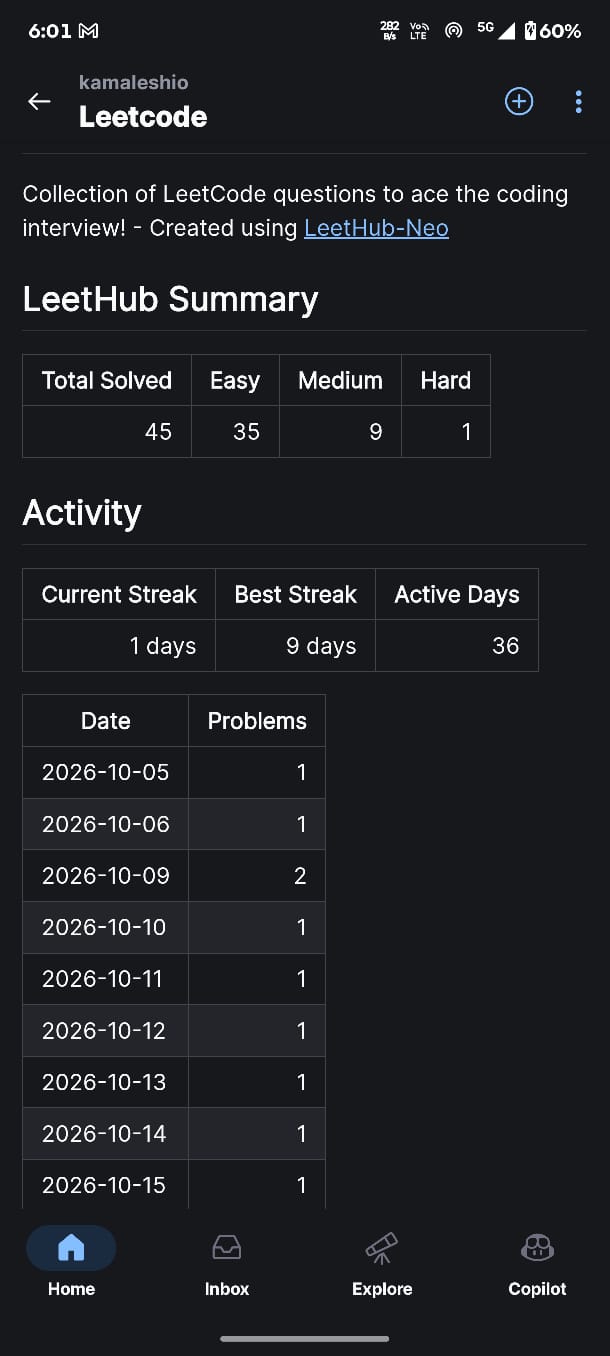 6:01 282 B/s Vo LTE 5G 60%
kamaleshio
Leetcode
Collection of LeetCode questions to ace the coding
interview! - Created using LeetHub-Neo
LeetHub Summary
Total Solved Easy Medium Hard
45 35 9 1
Activity
Current Streak Best Streak Active Days
1 days 9 days 36
Date Problems
2026-10-05 1
2026-10-06 1
2026-10-09 2
2026-10-10 1
2026-10-11 1
2026-10-12 1
2026-10-13 1
2026-10-14 1
2026-10-15 1
Home Inbox Explore Copilot